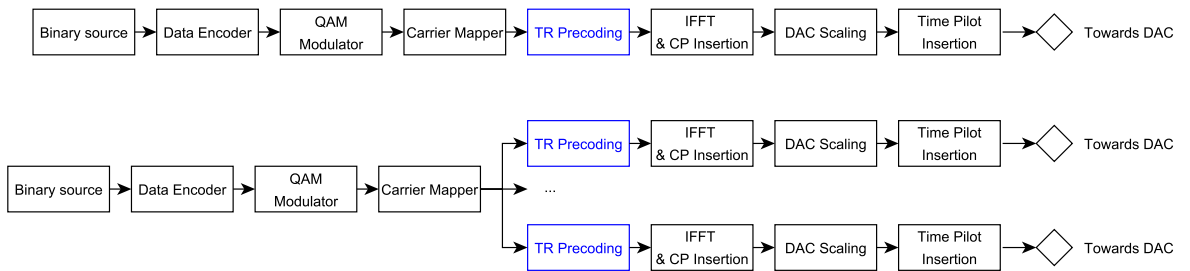 Binary source
Data Encoder
QAM
Modulator
Carrier Mapper
TR Precoding
IFFT
& CP Insertion
DAC Scaling
Time Pilot
Insertion
Towards DAC
Binary source
Data Encoder
QAM
Modulator
Carrier Mapper
TR Precoding
IFFT
& CP Insertion
DAC Scaling
Time Pilot
Insertion
Towards DAC
...
TR Precoding
IFFT
& CP Insertion
DAC Scaling
Time Pilot
Insertion
Towards DAC